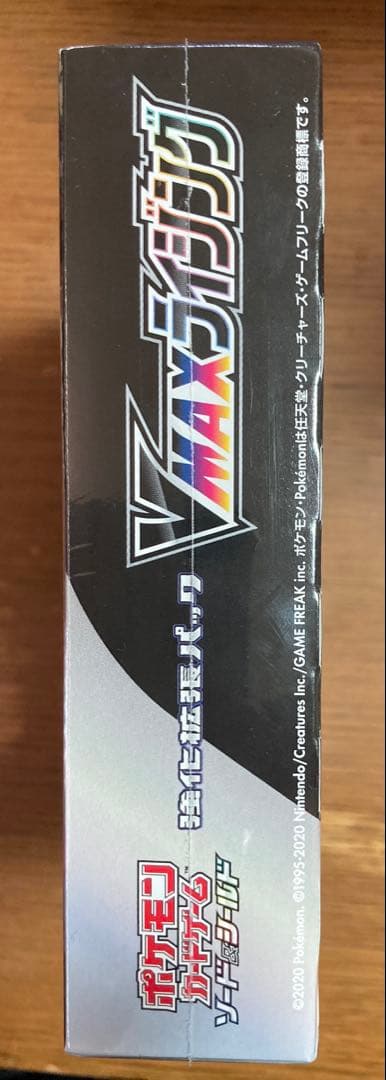 ポケモン
カードゲーム™
ソード&シールド
強化拡張パック
VMAXライジング
©2020 Pokémon. ©1995-2020 Nintendo/Creatures Inc./GAME FREAK inc. ポケモン・Pokémonは任天堂・クリーチャーズ・ゲームフリークの登録商標です。